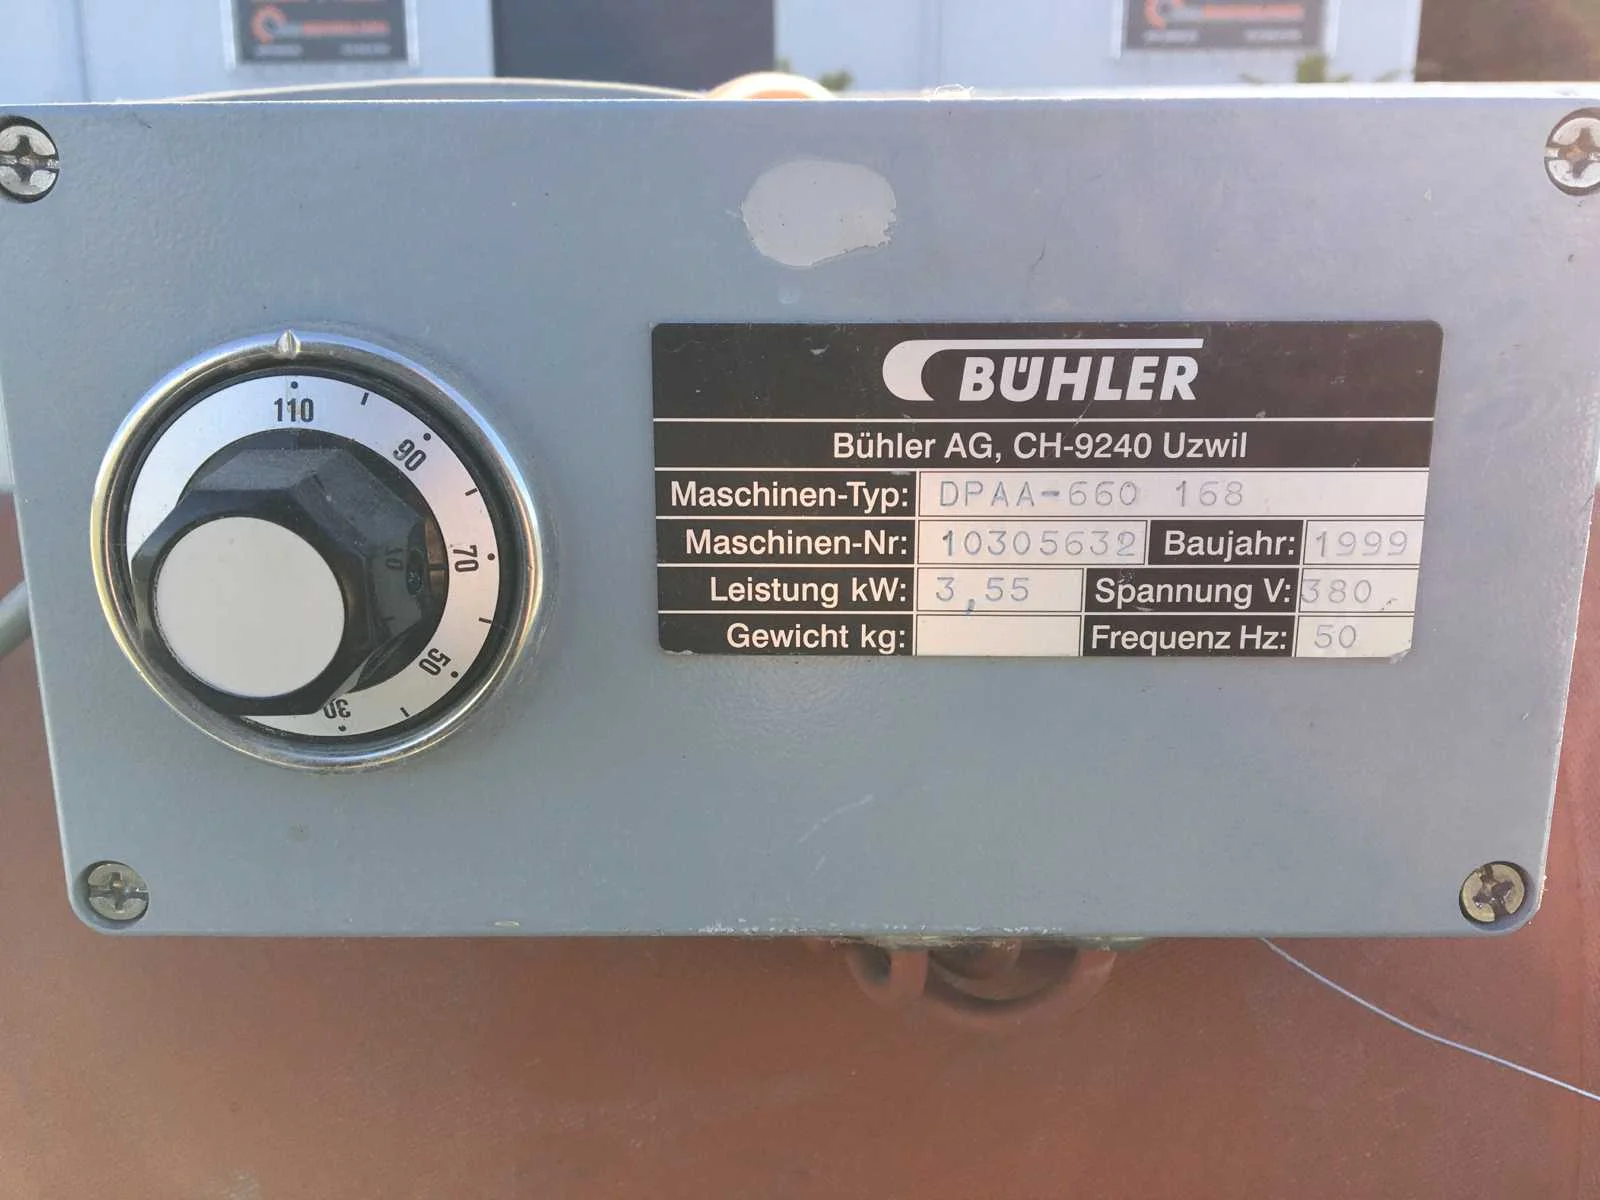 BÜHLER
Bühler AG, CH-9240 Uzwil
Maschinen-Typ: DPAA-660 168
Maschinen-Nr: 10305632 Baujahr: 1999
Leistung kW: 3,55 Spannung V: 380
Gewicht kg: Frequenz Hz: 50
110
90
70
50
30